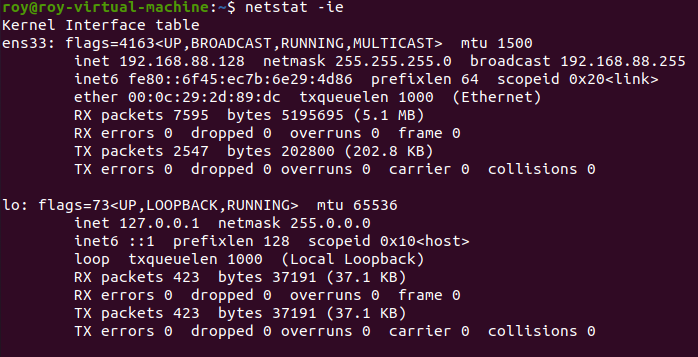 roy@roy-virtual-machine:~$ netstat -ie
Kernel Interface table
ens33: flags=4163<UP,BROADCAST,RUNNING,MULTICAST>  mtu 1500
        inet 192.168.88.128  netmask 255.255.255.0  broadcast 192.168.88.255
        inet6 fe80::6f45:ec7b:6e29:4d86  prefixlen 64  scopeid 0x20<link>
        ether 00:0c:29:2d:89:dc  txqueuelen 1000  (Ethernet)
        RX packets 7595  bytes 5195695 (5.1 MB)
        RX errors 0  dropped 0  overruns 0  frame 0
        TX packets 2547  bytes 202800 (202.8 KB)
        TX errors 0  dropped 0 overruns 0  carrier 0  collisions 0

lo: flags=73<UP,LOOPBACK,RUNNING>  mtu 65536
        inet 127.0.0.1  netmask 255.0.0.0
        inet6 ::1  prefixlen 128  scopeid 0x10<host>
        loop  txqueuelen 1000  (Local Loopback)
        RX packets 423  bytes 37191 (37.1 KB)
        RX errors 0  dropped 0  overruns 0  frame 0
        TX packets 423  bytes 37191 (37.1 KB)
        TX errors 0  dropped 0 overruns 0  carrier 0  collisions 0